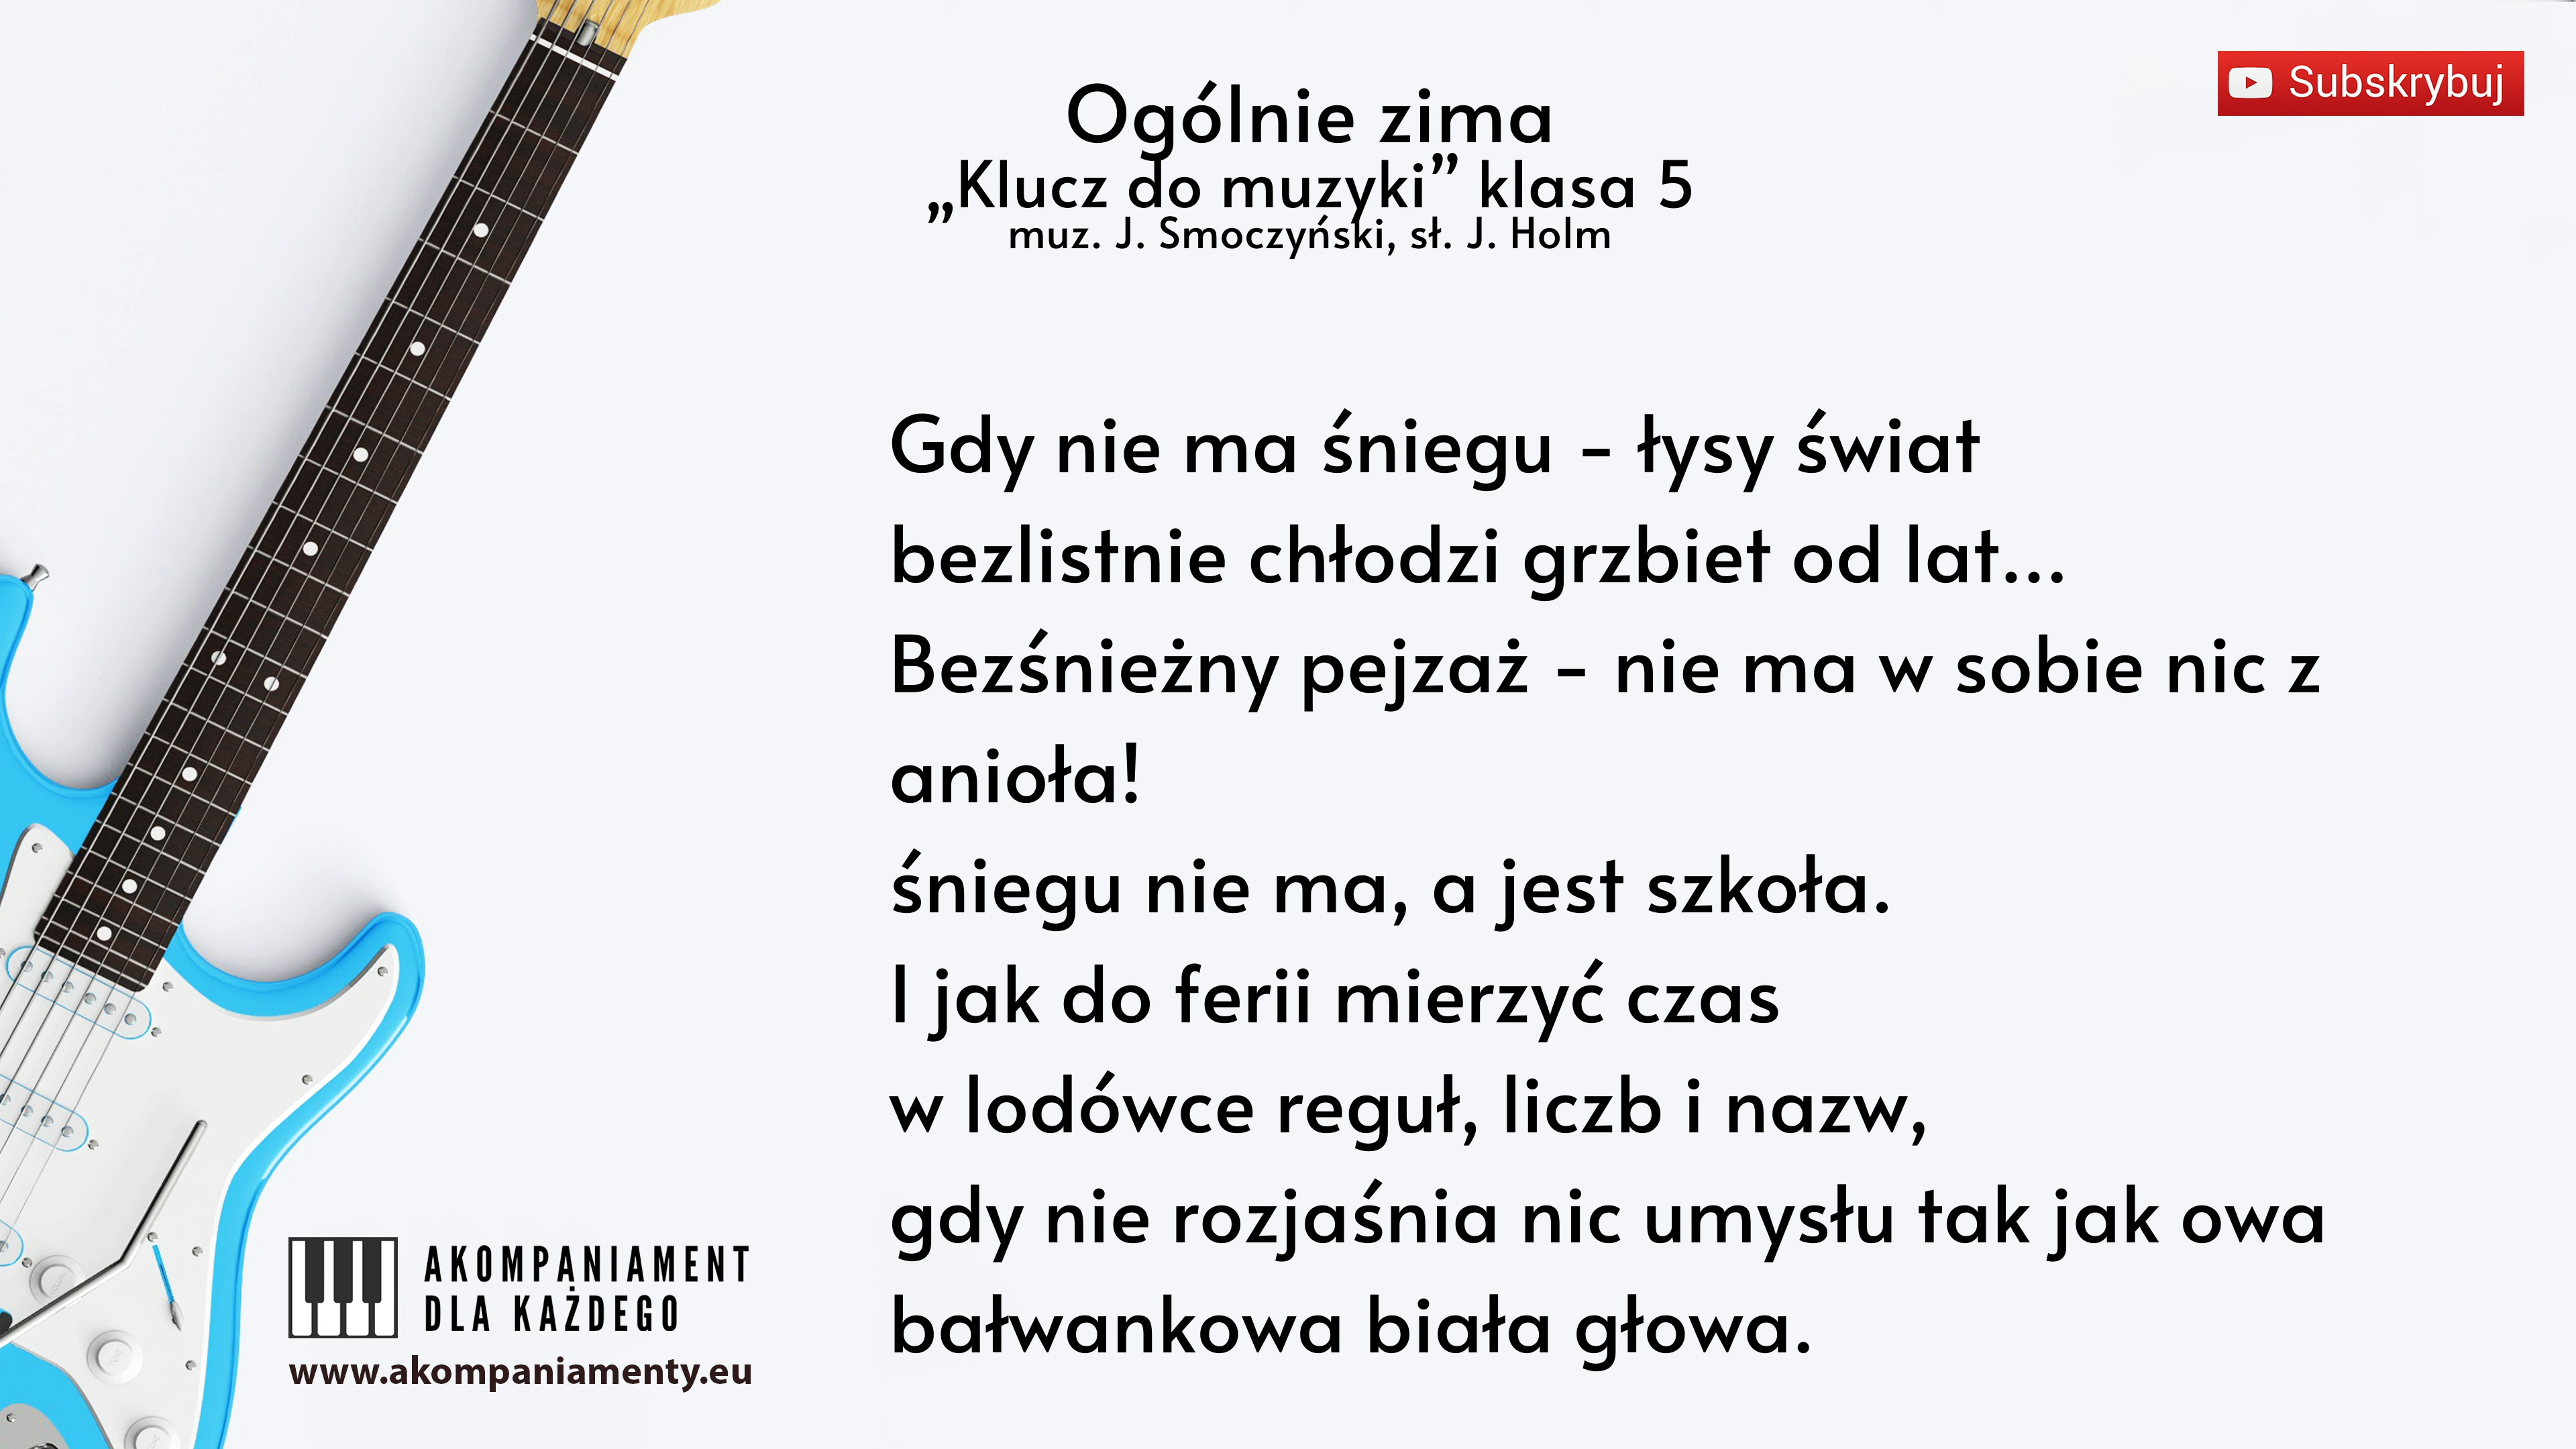 Subskrybuj
Ogólnie zima
„Klucz do muzyki” klasa 5
muz. J. Smoczyński, sł. J. Holm
Gdy nie ma śniegu - łysy świat
bezlistnie chłodzi grzbiet od lat...
Bezśnieżny pejzaż - nie ma w sobie nic z
anioła!
śniegu nie ma, a jest szkoła.
I jak do ferii mierzyć czas
w lodówce reguł, liczb i nazw,
gdy nie rozjaśnia nic umysłu tak jak owa
bałwankowa biała głowa.
AKOMPANIAMENT
DLA KAŻDEGO
www.akompaniamenty.eu